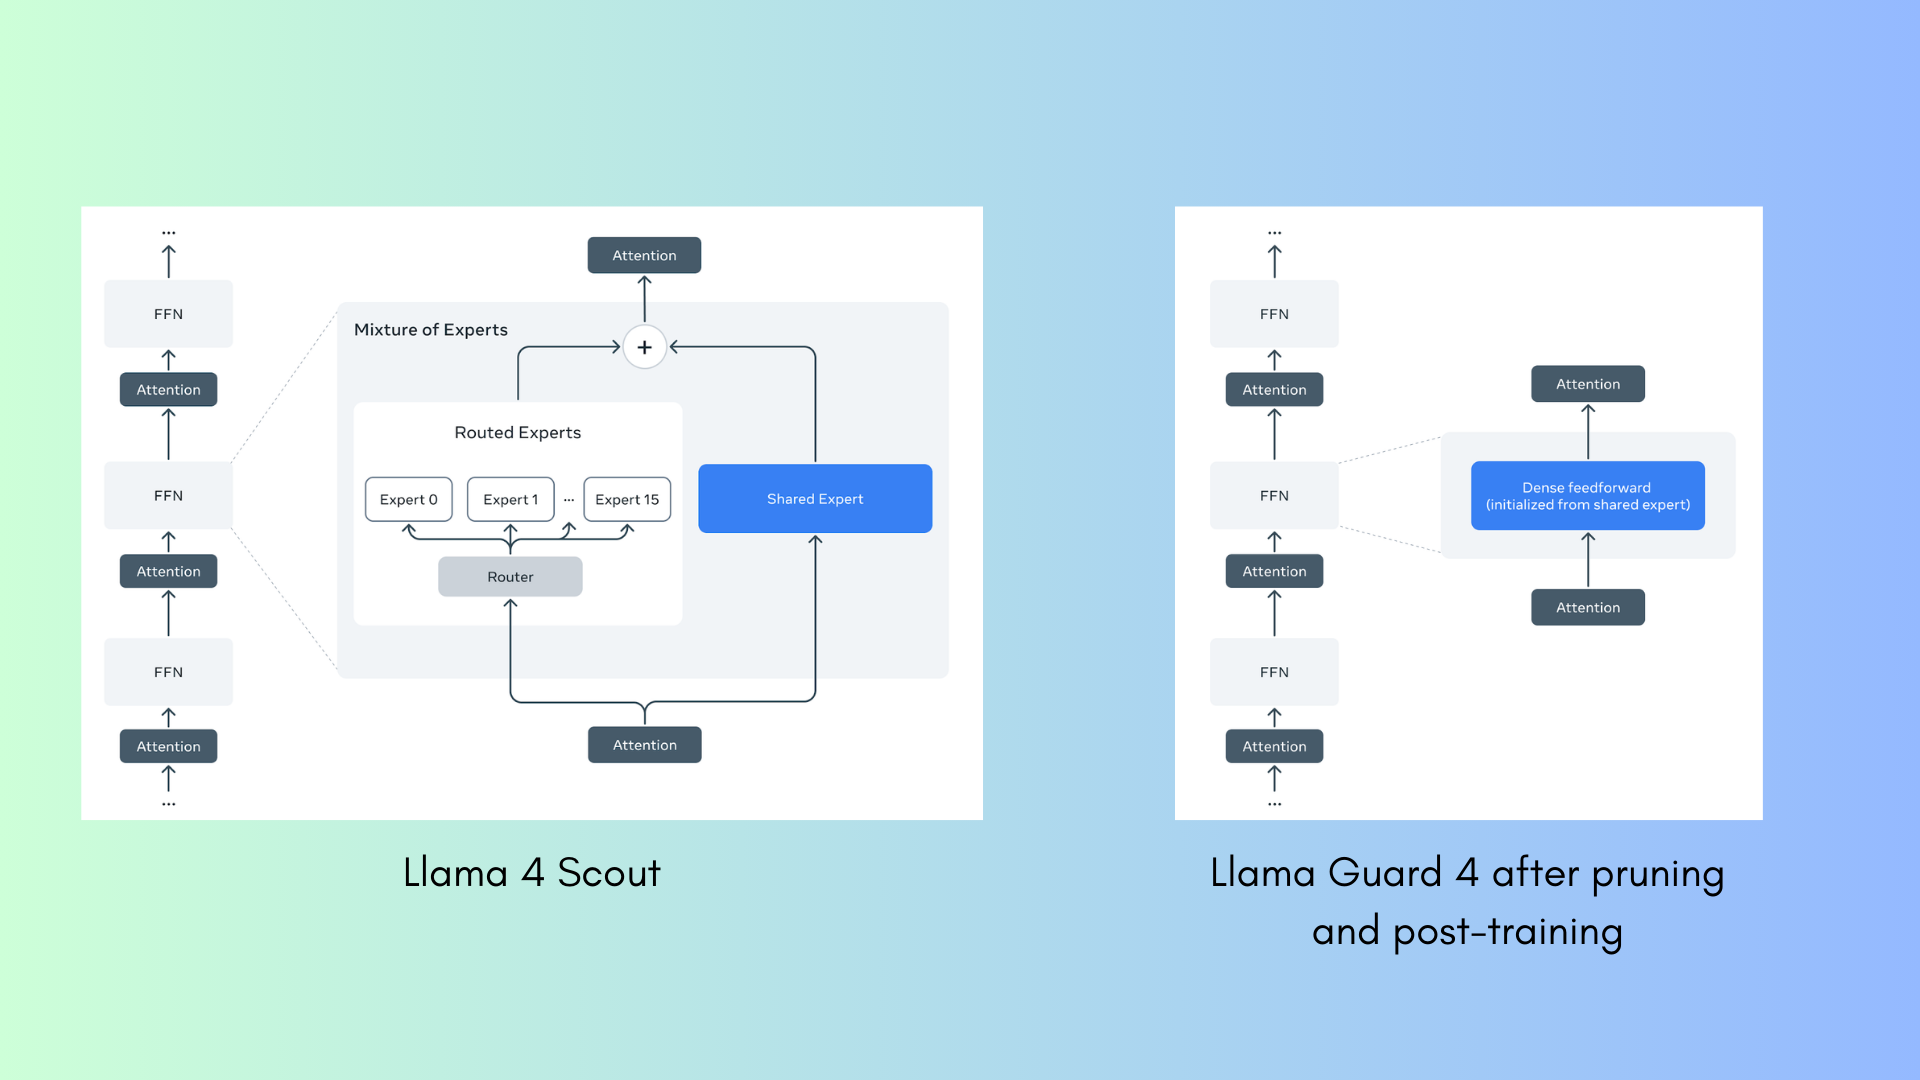 ...
FFN
Attention
FFN
Attention
FFN
Attention
...
Attention
Mixture of Experts
+
Routed Experts
Expert 0
Expert 1
...
Expert 15
Router
Shared Expert
Attention
Llama 4 Scout
...
FFN
Attention
FFN
Attention
FFN
Attention
...
Attention
Dense feedforward
(initialized from shared expert)
Attention
Llama Guard 4 after pruning
and post-training